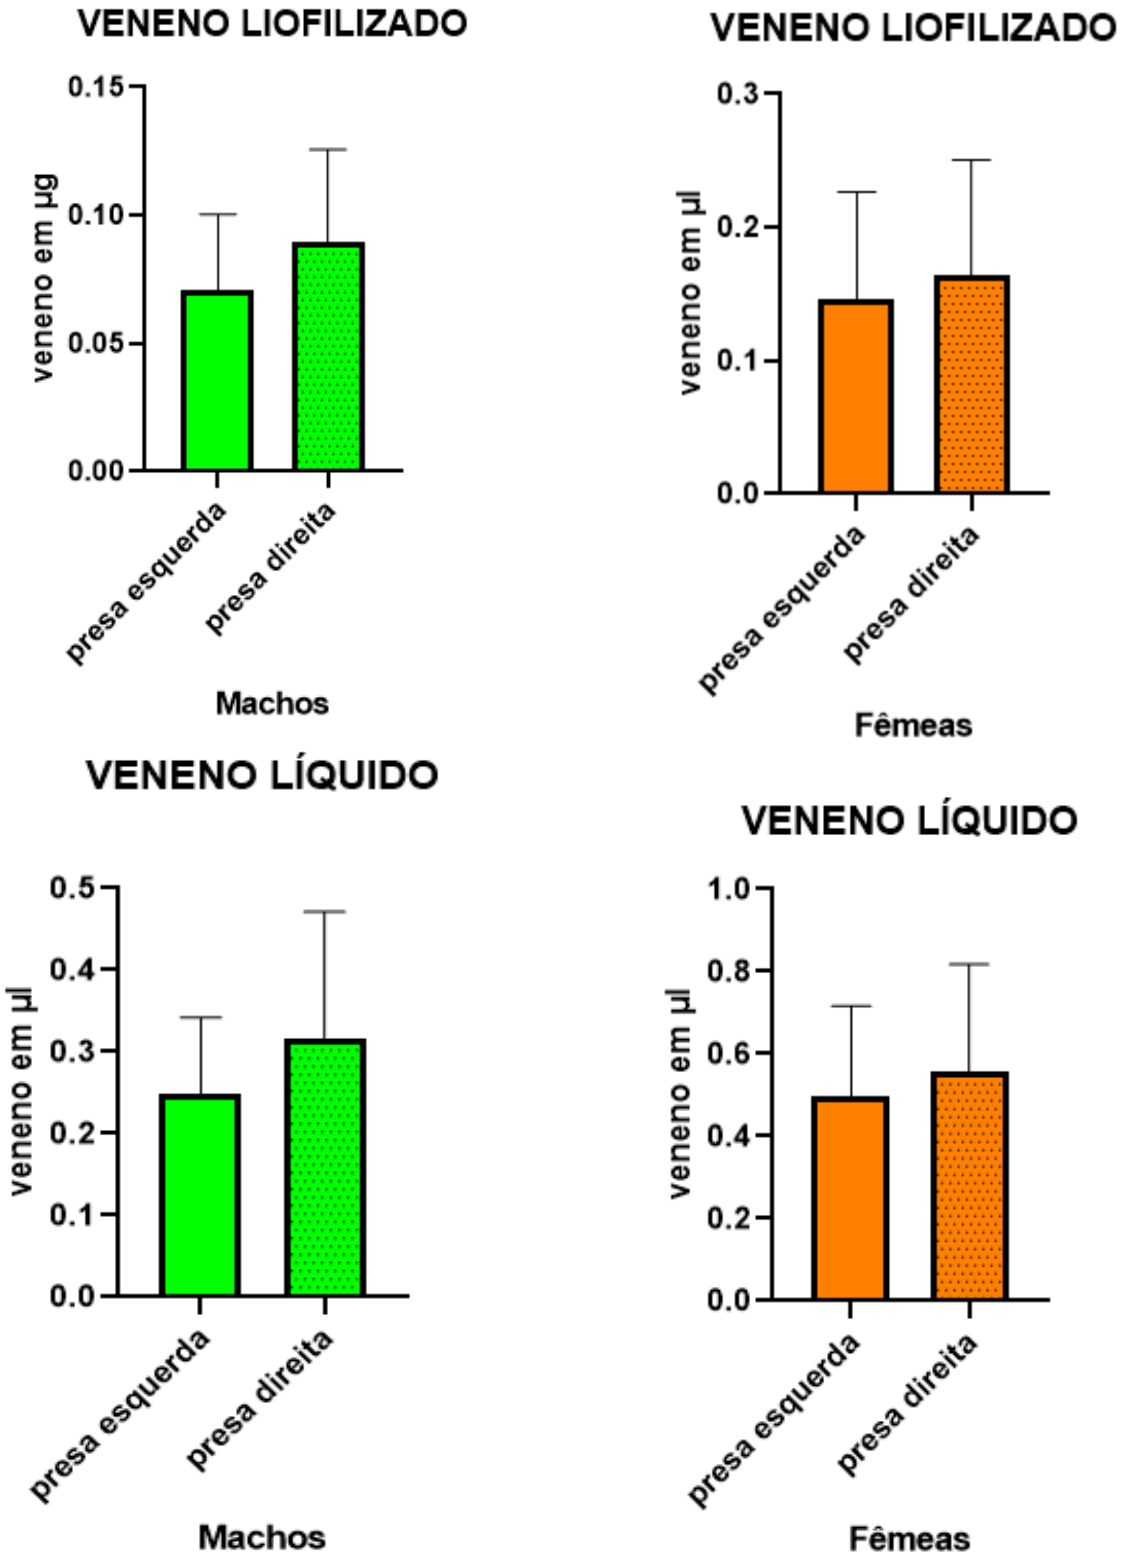 VENENO LIOFILIZADO
0.15
0.10
0.05
0.00
veneno em µg
presa esquerda
presa direita
Machos
VENENO LIOFILIZADO
0.3
0.2
0.1
0.0
veneno em µl
presa esquerda
presa direita
Fêmeas
VENENO LÍQUIDO
0.5
0.4
0.3
0.2
0.1
0.0
veneno em µl
presa esquerda
presa direita
Machos
VENENO LÍQUIDO
1.0
0.8
0.6
0.4
0.2
0.0
veneno em µl
presa esquerda
presa direita
Fêmeas